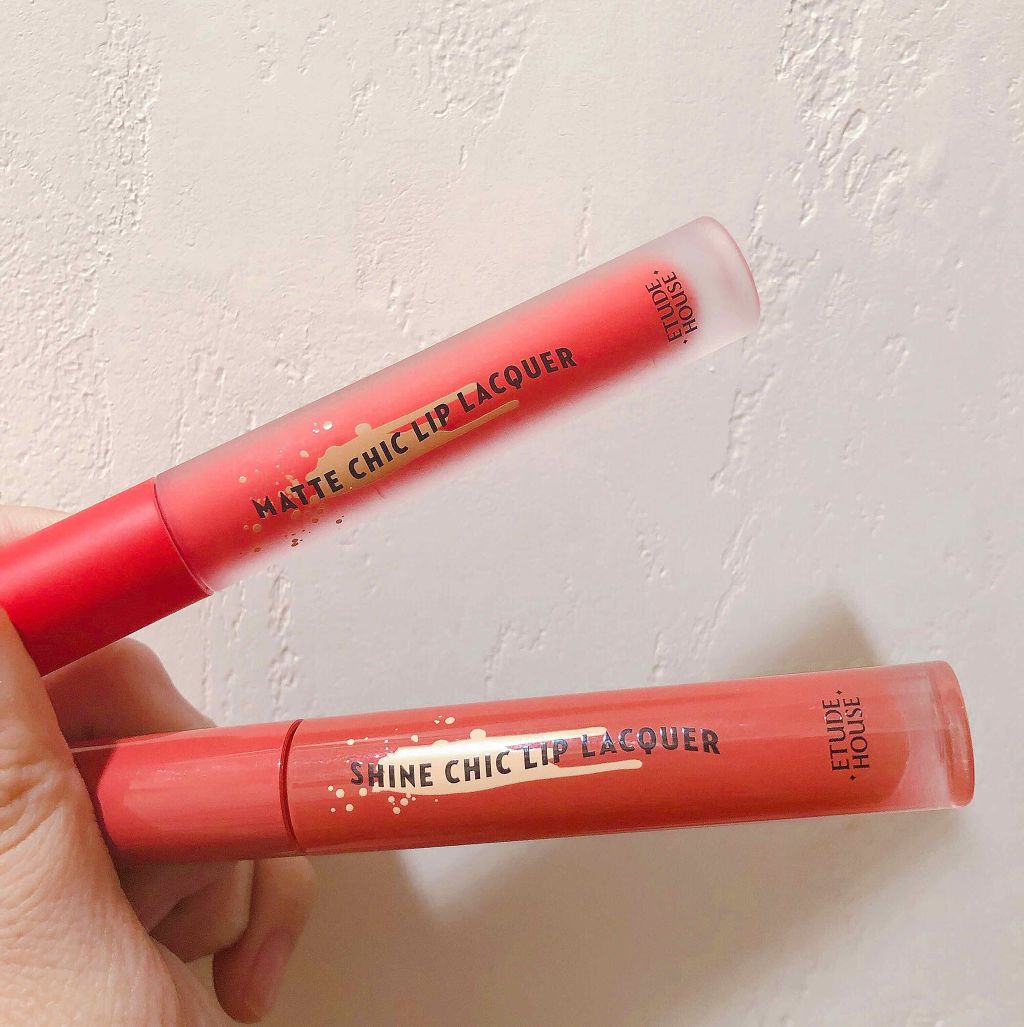 MATTE CHIC LIP LACQUER
ETUDE
HOUSE
SHINE CHIC LIP LACQUER
ETUDE
HOUSE